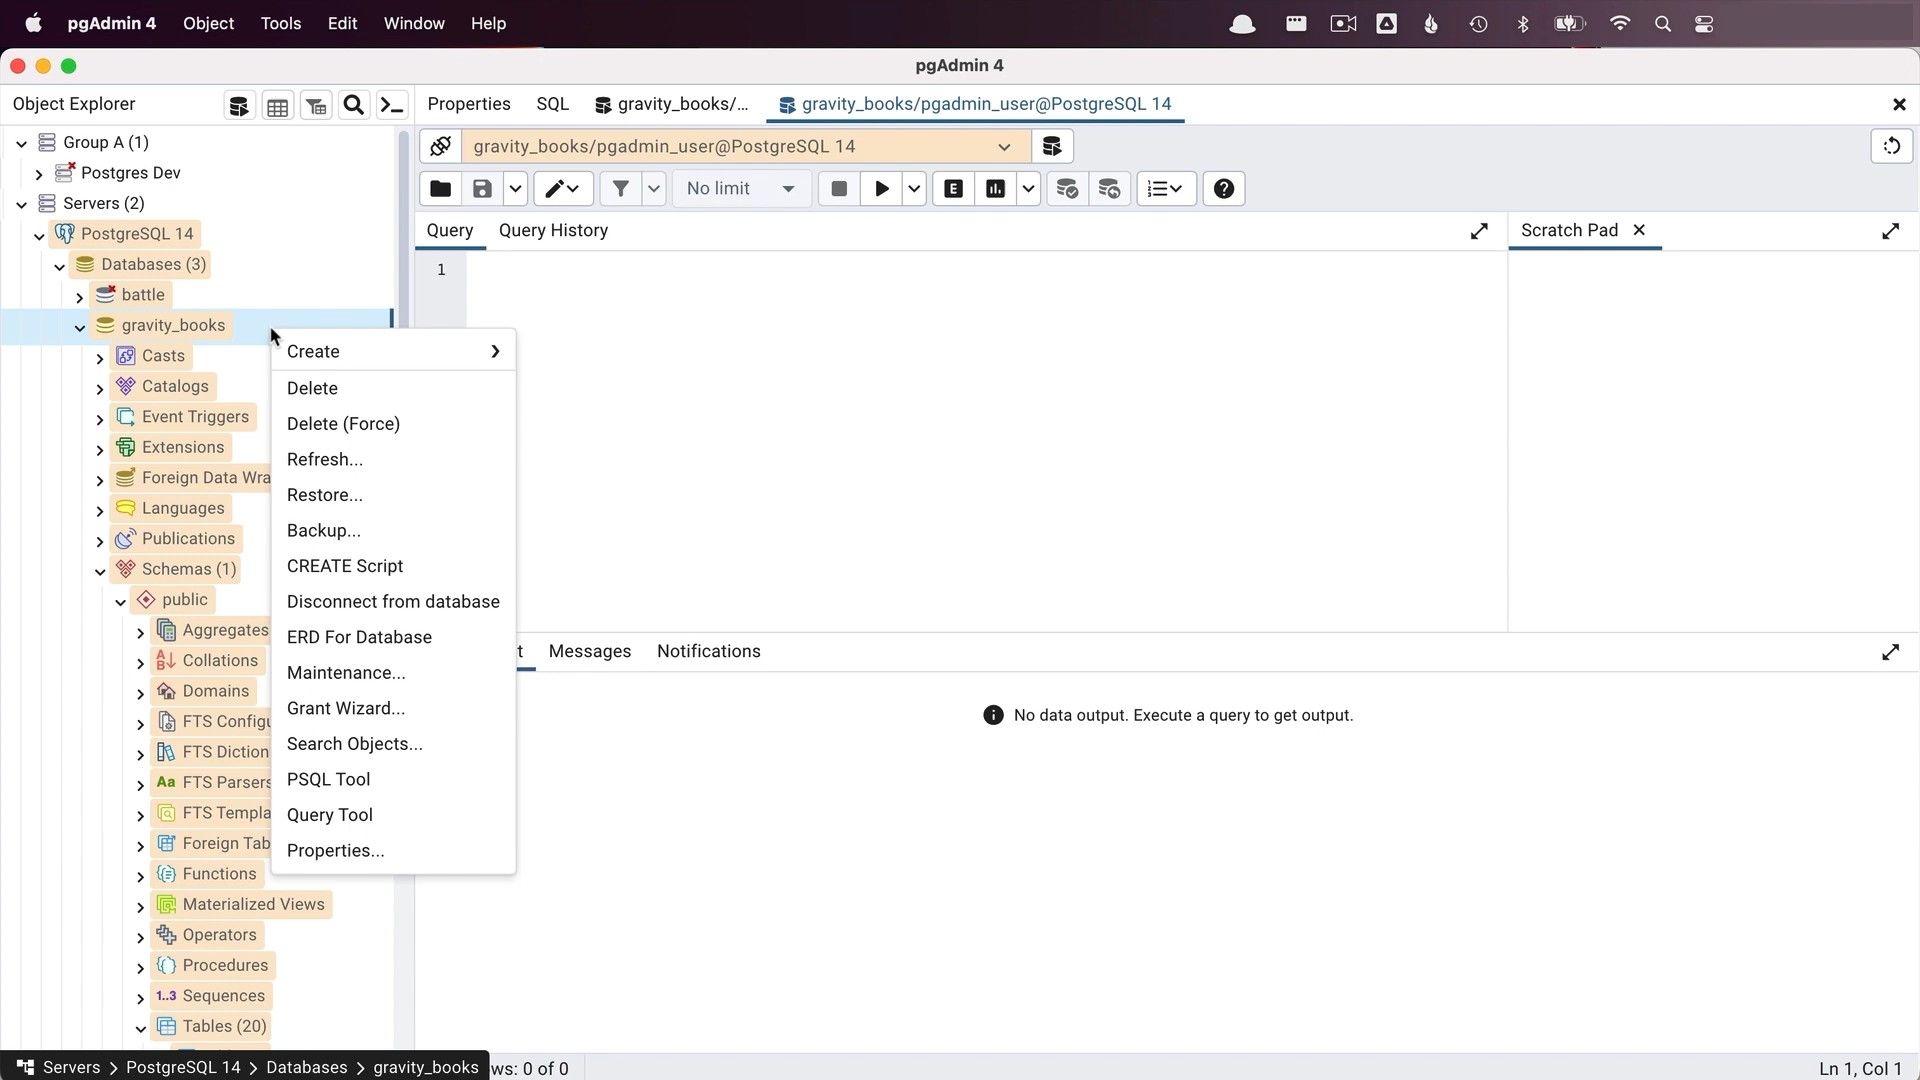 pgAdmin 4 Object Tools Edit Window Help
pgAdmin 4
Object Explorer
Properties SQL gravity_books/... gravity_books/pgadmin_user@PostgreSQL 14
Group A (1)
Postgres Dev
Servers (2)
PostgreSQL 14
Databases (3)
battle
gravity_books
Casts
Catalogs
Event Triggers
Extensions
Foreign Data Wra
Languages
Publications
Schemas (1)
public
Aggregates
Collations
Domains
FTS Configu
FTS Diction
Aa FTS Parsers
FTS Templa
Foreign Tab
Functions
Materialized Views
Operators
Procedures
1..3 Sequences
Tables (20)
Servers > PostgreSQL 14 > Databases > gravity_books
Create
Delete
Delete (Force)
Refresh...
Restore...
Backup...
CREATE Script
Disconnect from database
ERD For Database
Maintenance...
Grant Wizard...
Search Objects...
PSQL Tool
Query Tool
Properties...
gravity_books/pgadmin_user@PostgreSQL 14
No limit
E
Query Query History
Scratch Pad
1
t Messages Notifications
No data output. Execute a query to get output.
ws: 0 of 0
Ln 1, Col 1